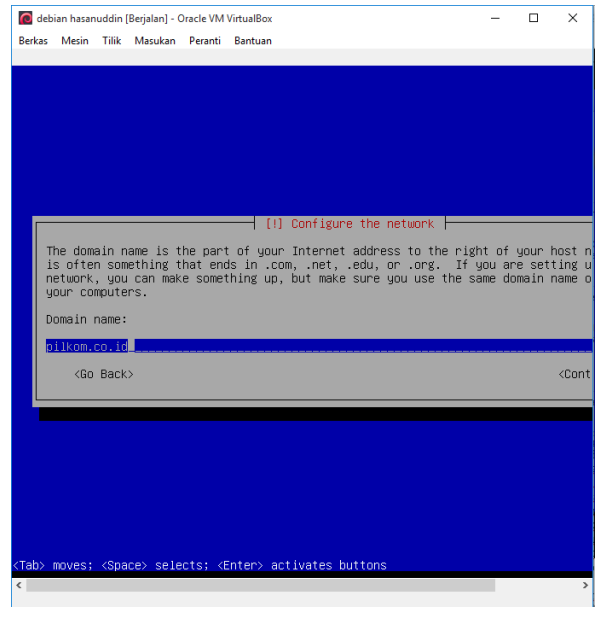 debian hasanuddin [Berjalan] - Oracle VM VirtualBox
Berkas Mesin Tilik Masukan Peranti Bantuan
[!] Configure the network
The domain name is the part of your Internet address to the right of your host n
is often something that ends in .com, .net, .edu, or .org. If you are setting u
network, you can make something up, but make sure you use the same domain name o
your computers.
Domain name:
pilkom.co.id
<Go Back> <Cont
<Tab> moves; <Space> selects; <Enter> activates buttons